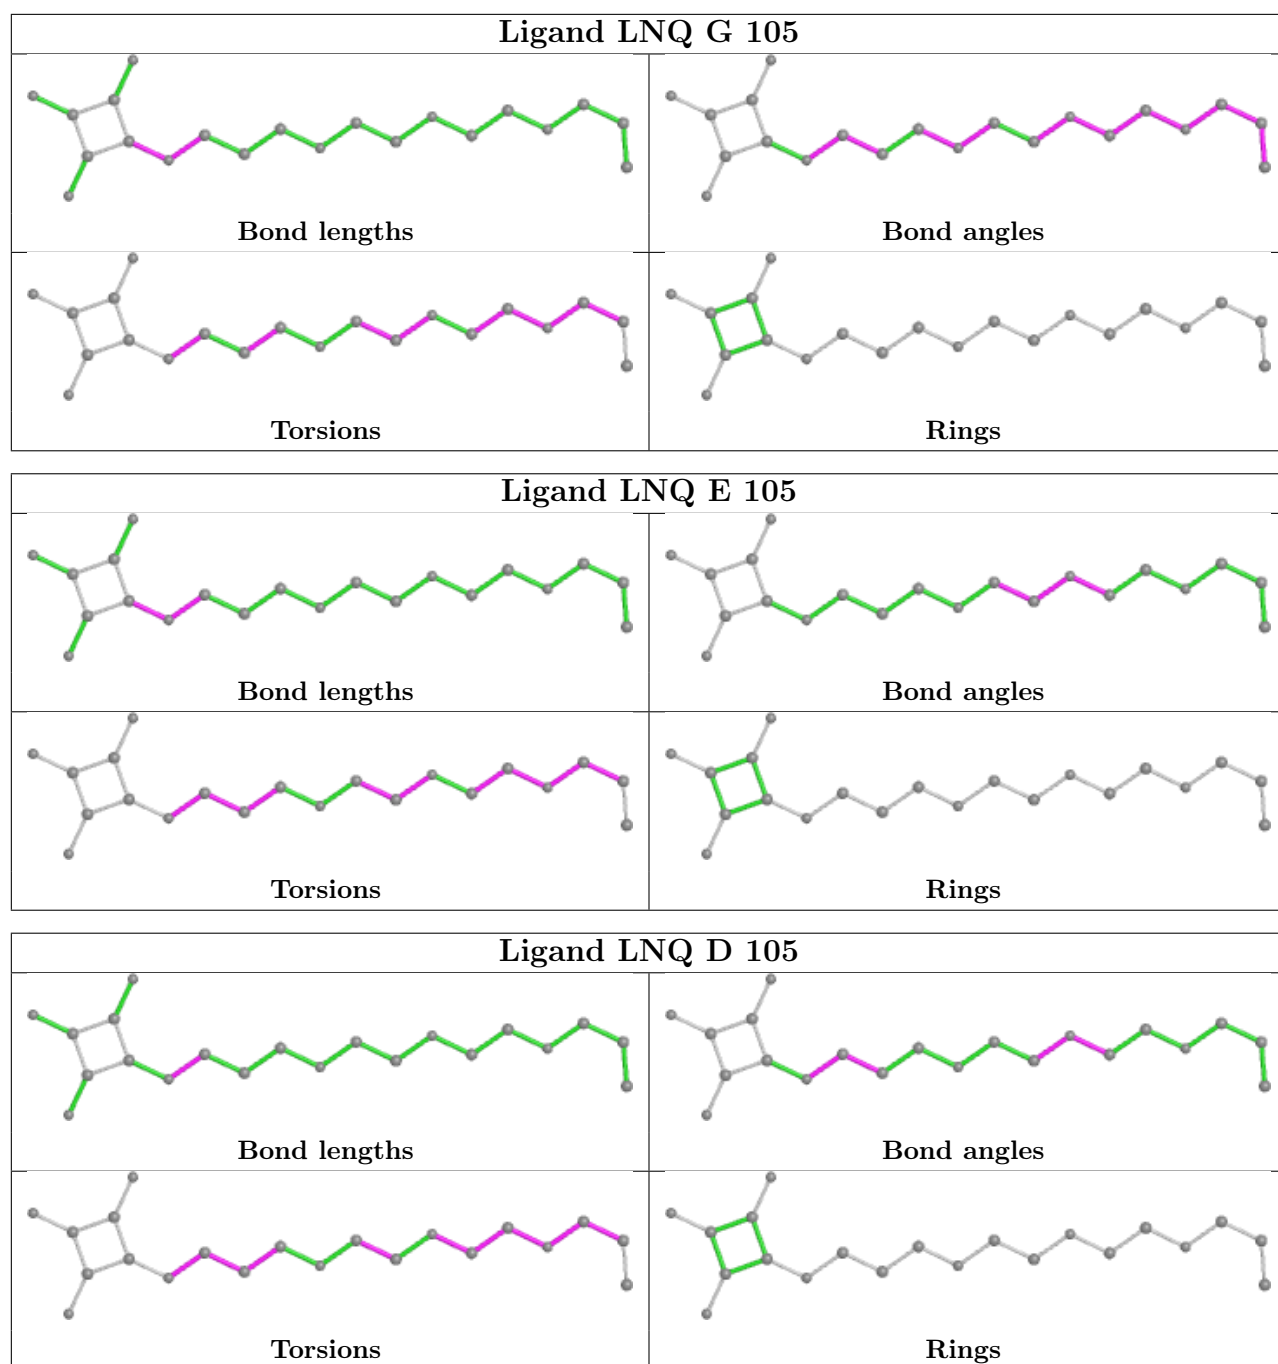 Ligand LNQ G 105
Bond lengths
Bond angles
Torsions
Rings
Ligand LNQ E 105
Bond lengths
Bond angles
Torsions
Rings
Ligand LNQ D 105
Bond lengths
Bond angles
Torsions
Rings